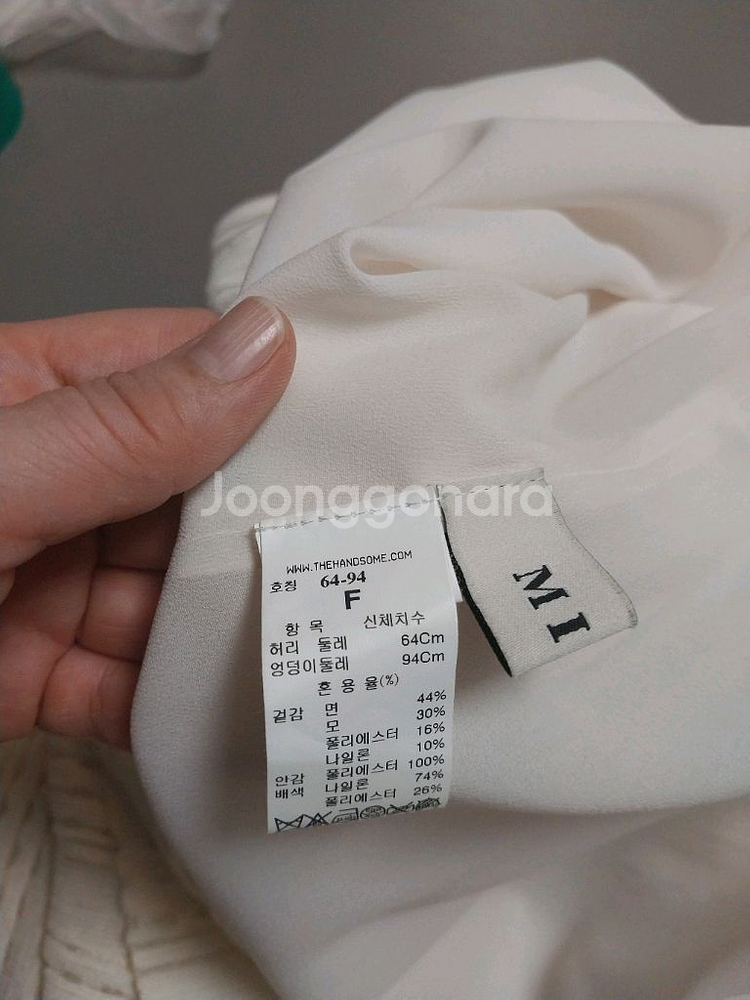 Joonggonara
WWW.THEHANDSOME.COM
호칭 64-94
F
항 목 신체치수
허리 둘레 64Cm
엉덩이둘레 94Cm
혼 용 율(%)
겉감 면 44%
모 30%
폴리에스터 16%
나일론 10%
안감 폴리에스터 100%
배색 나일론 74%
폴리에스터 26%
MI